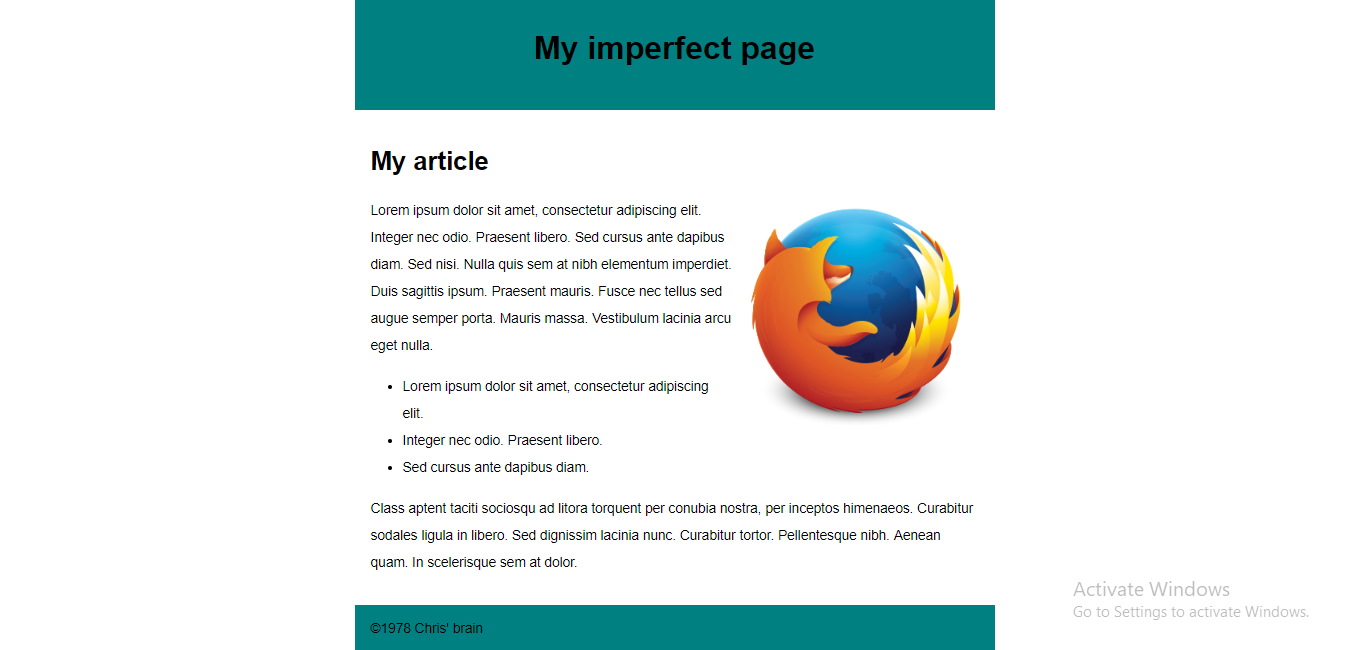 My imperfect page
My article
Lorem ipsum dolor sit amet, consectetur adipiscing elit.
Integer nec odio. Praesent libero. Sed cursus ante dapibus
diam. Sed nisi. Nulla quis sem at nibh elementum imperdiet.
Duis sagittis ipsum. Praesent mauris. Fusce nec tellus sed
augue semper porta. Mauris massa. Vestibulum lacinia arcu
eget nulla.
• Lorem ipsum dolor sit amet, consectetur adipiscing
elit.
• Integer nec odio. Praesent libero.
• Sed cursus ante dapibus diam.
Class aptent taciti sociosqu ad litora torquent per conubia nostra, per inceptos himenaeos. Curabitur
sodales ligula in libero. Sed dignissim lacinia nunc. Curabitur tortor. Pellentesque nibh. Aenean
quam. In scelerisque sem at dolor.
©1978 Chris' brain
Activate Windows
Go to Settings to activate Windows.